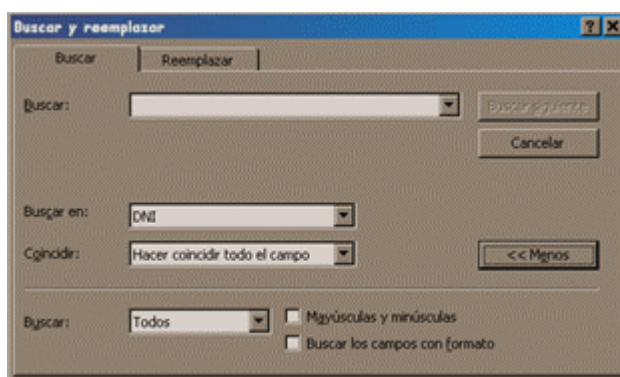 Buscar y reemplazar
Buscar
Reemplazar
Buscar:
Buscar siguiente
Cancelar
Buscar en:
DNI
Coincidir:
Hacer coincidir todo el campo
<< Menos
Buscar:
Todos
Mayúsculas y minúsculas
Buscar los campos con formato